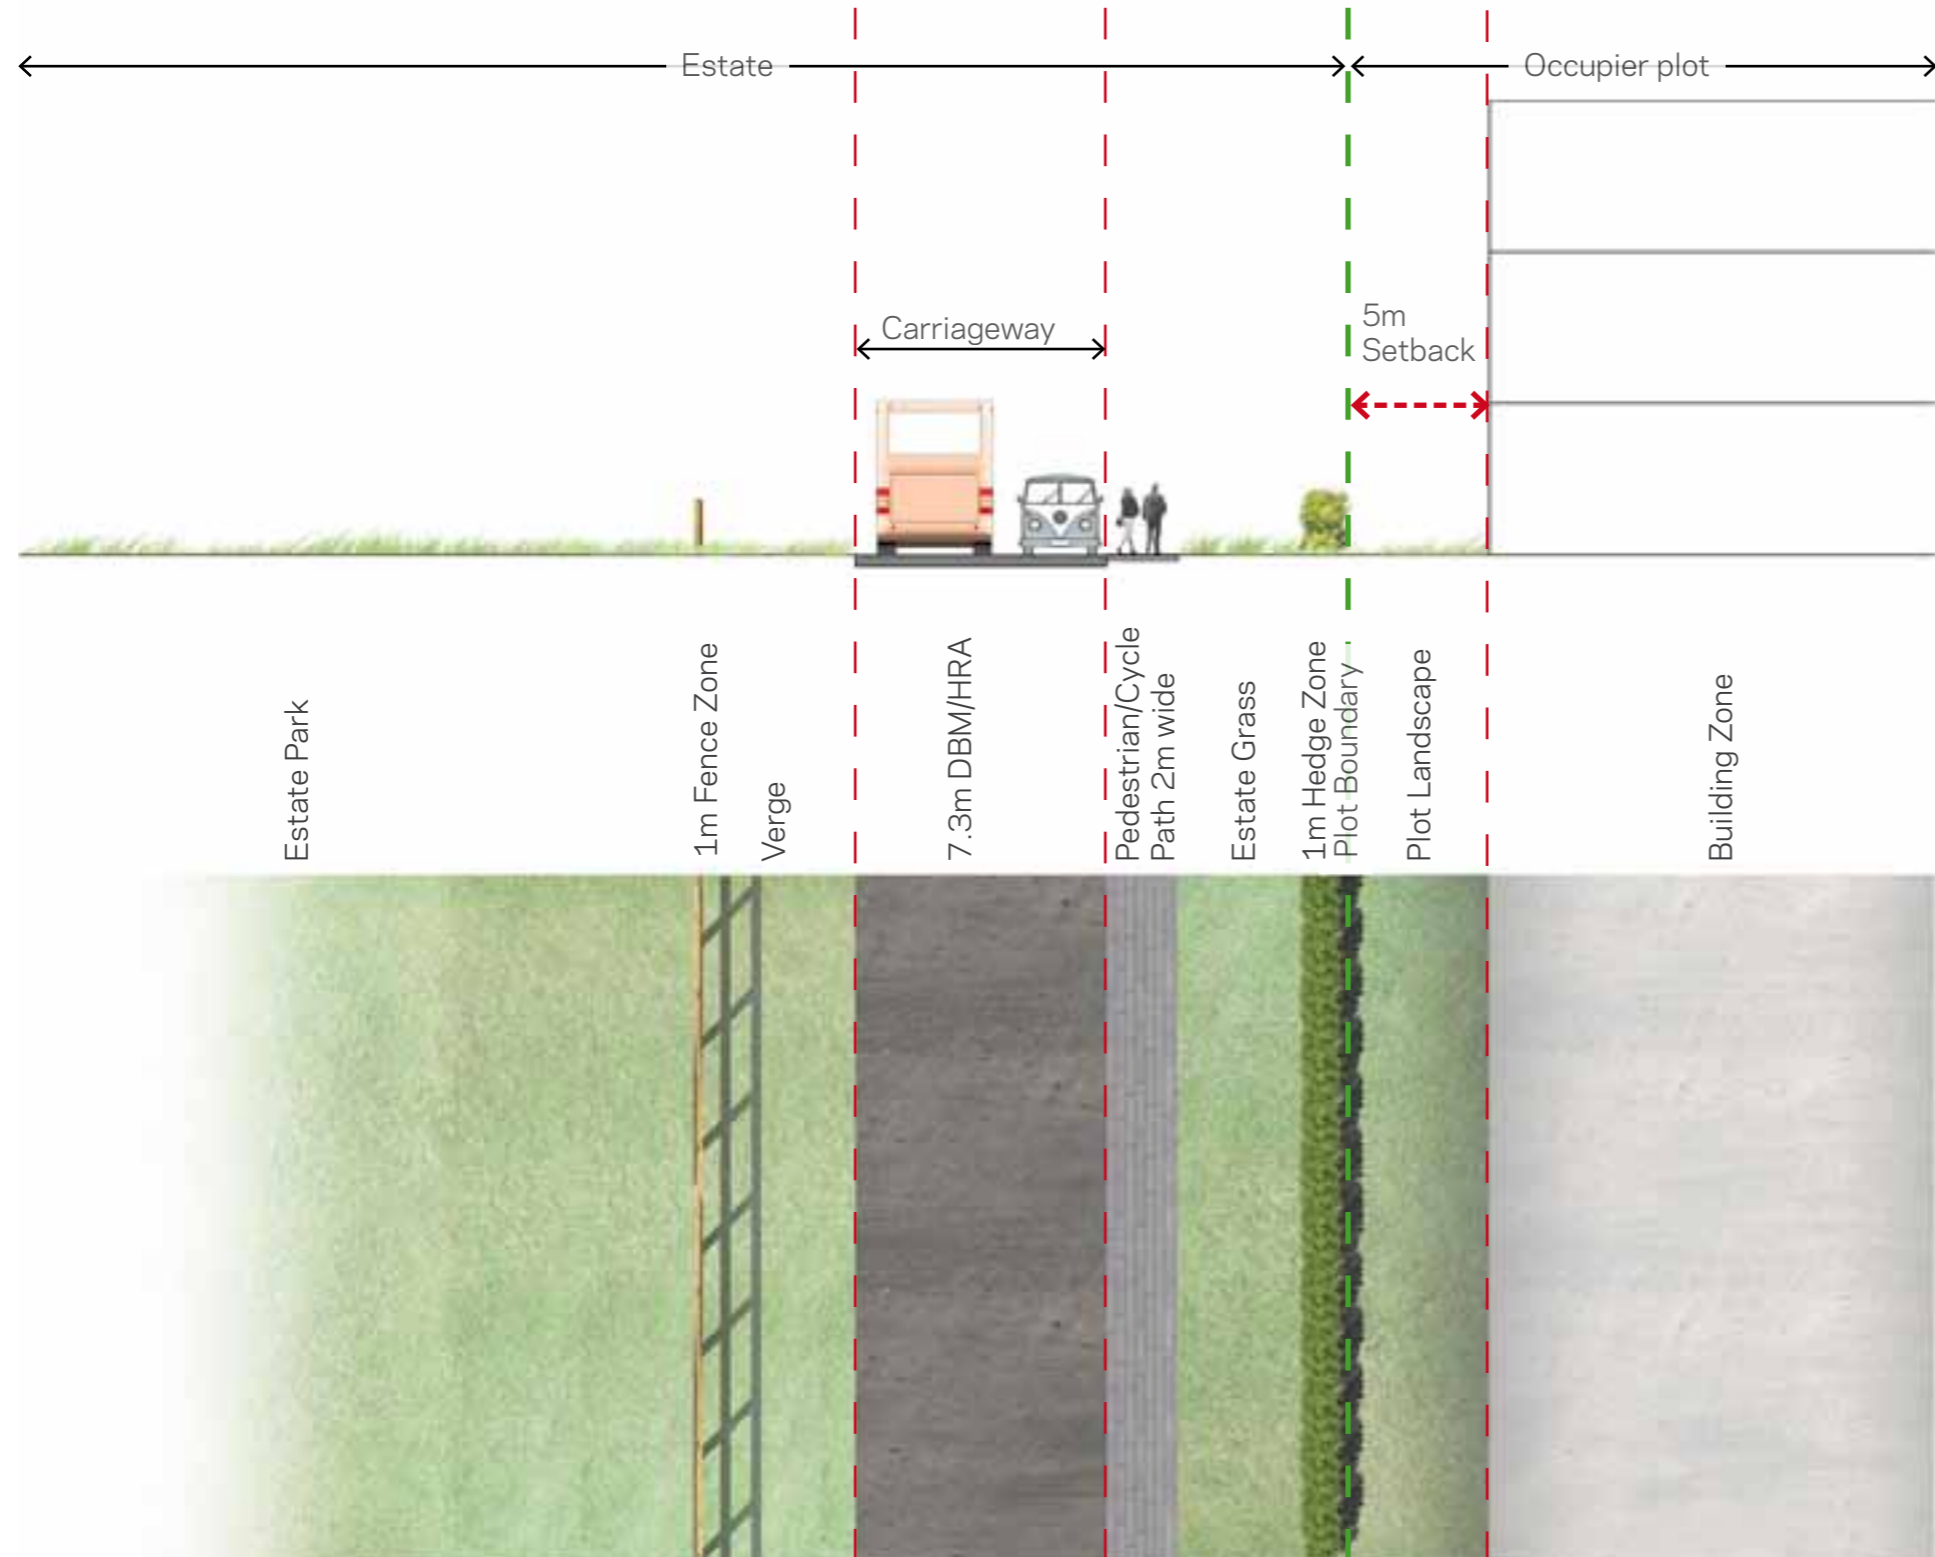 Estate
Occupier plot
Carriageway
5m
Setback
Estate Park
1m Fence Zone
Verge
7.3m DBM/HRA
Pedestrian/Cycle
Path 2m wide
Estate Grass
1m Hedge Zone
Plot Boundary
Plot Landscape
Building Zone